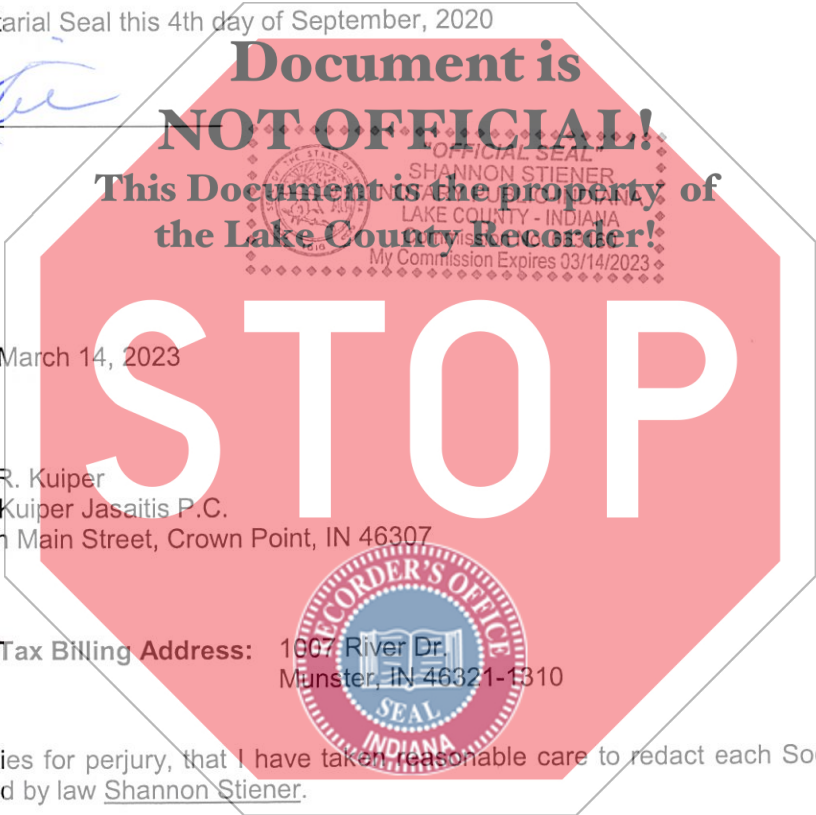 arial Seal this 4th day of September, 2020
Document is
NOT OFFICIAL!
"OFFICIAL SEAL"
SHANNON STIENER
This Document is the property of
NOTARY PUBLIC-INDIANA
LAKE COUNTY - INDIANA
the Lake County Recorder!
My Commission Expires 03/14/2023
STOP
March 14, 2023
R. Kuiper
Kuiper Jasaitis P.C.
Main Street, Crown Point, IN 46307
RECORDER'S OFFICE
Tax Billing Address: 1007 River Dr.
Munster, IN 46321-1310
SEAL
INDIANA
ies for perjury, that I have taken reasonable care to redact each So
d by law Shannon Stiener.